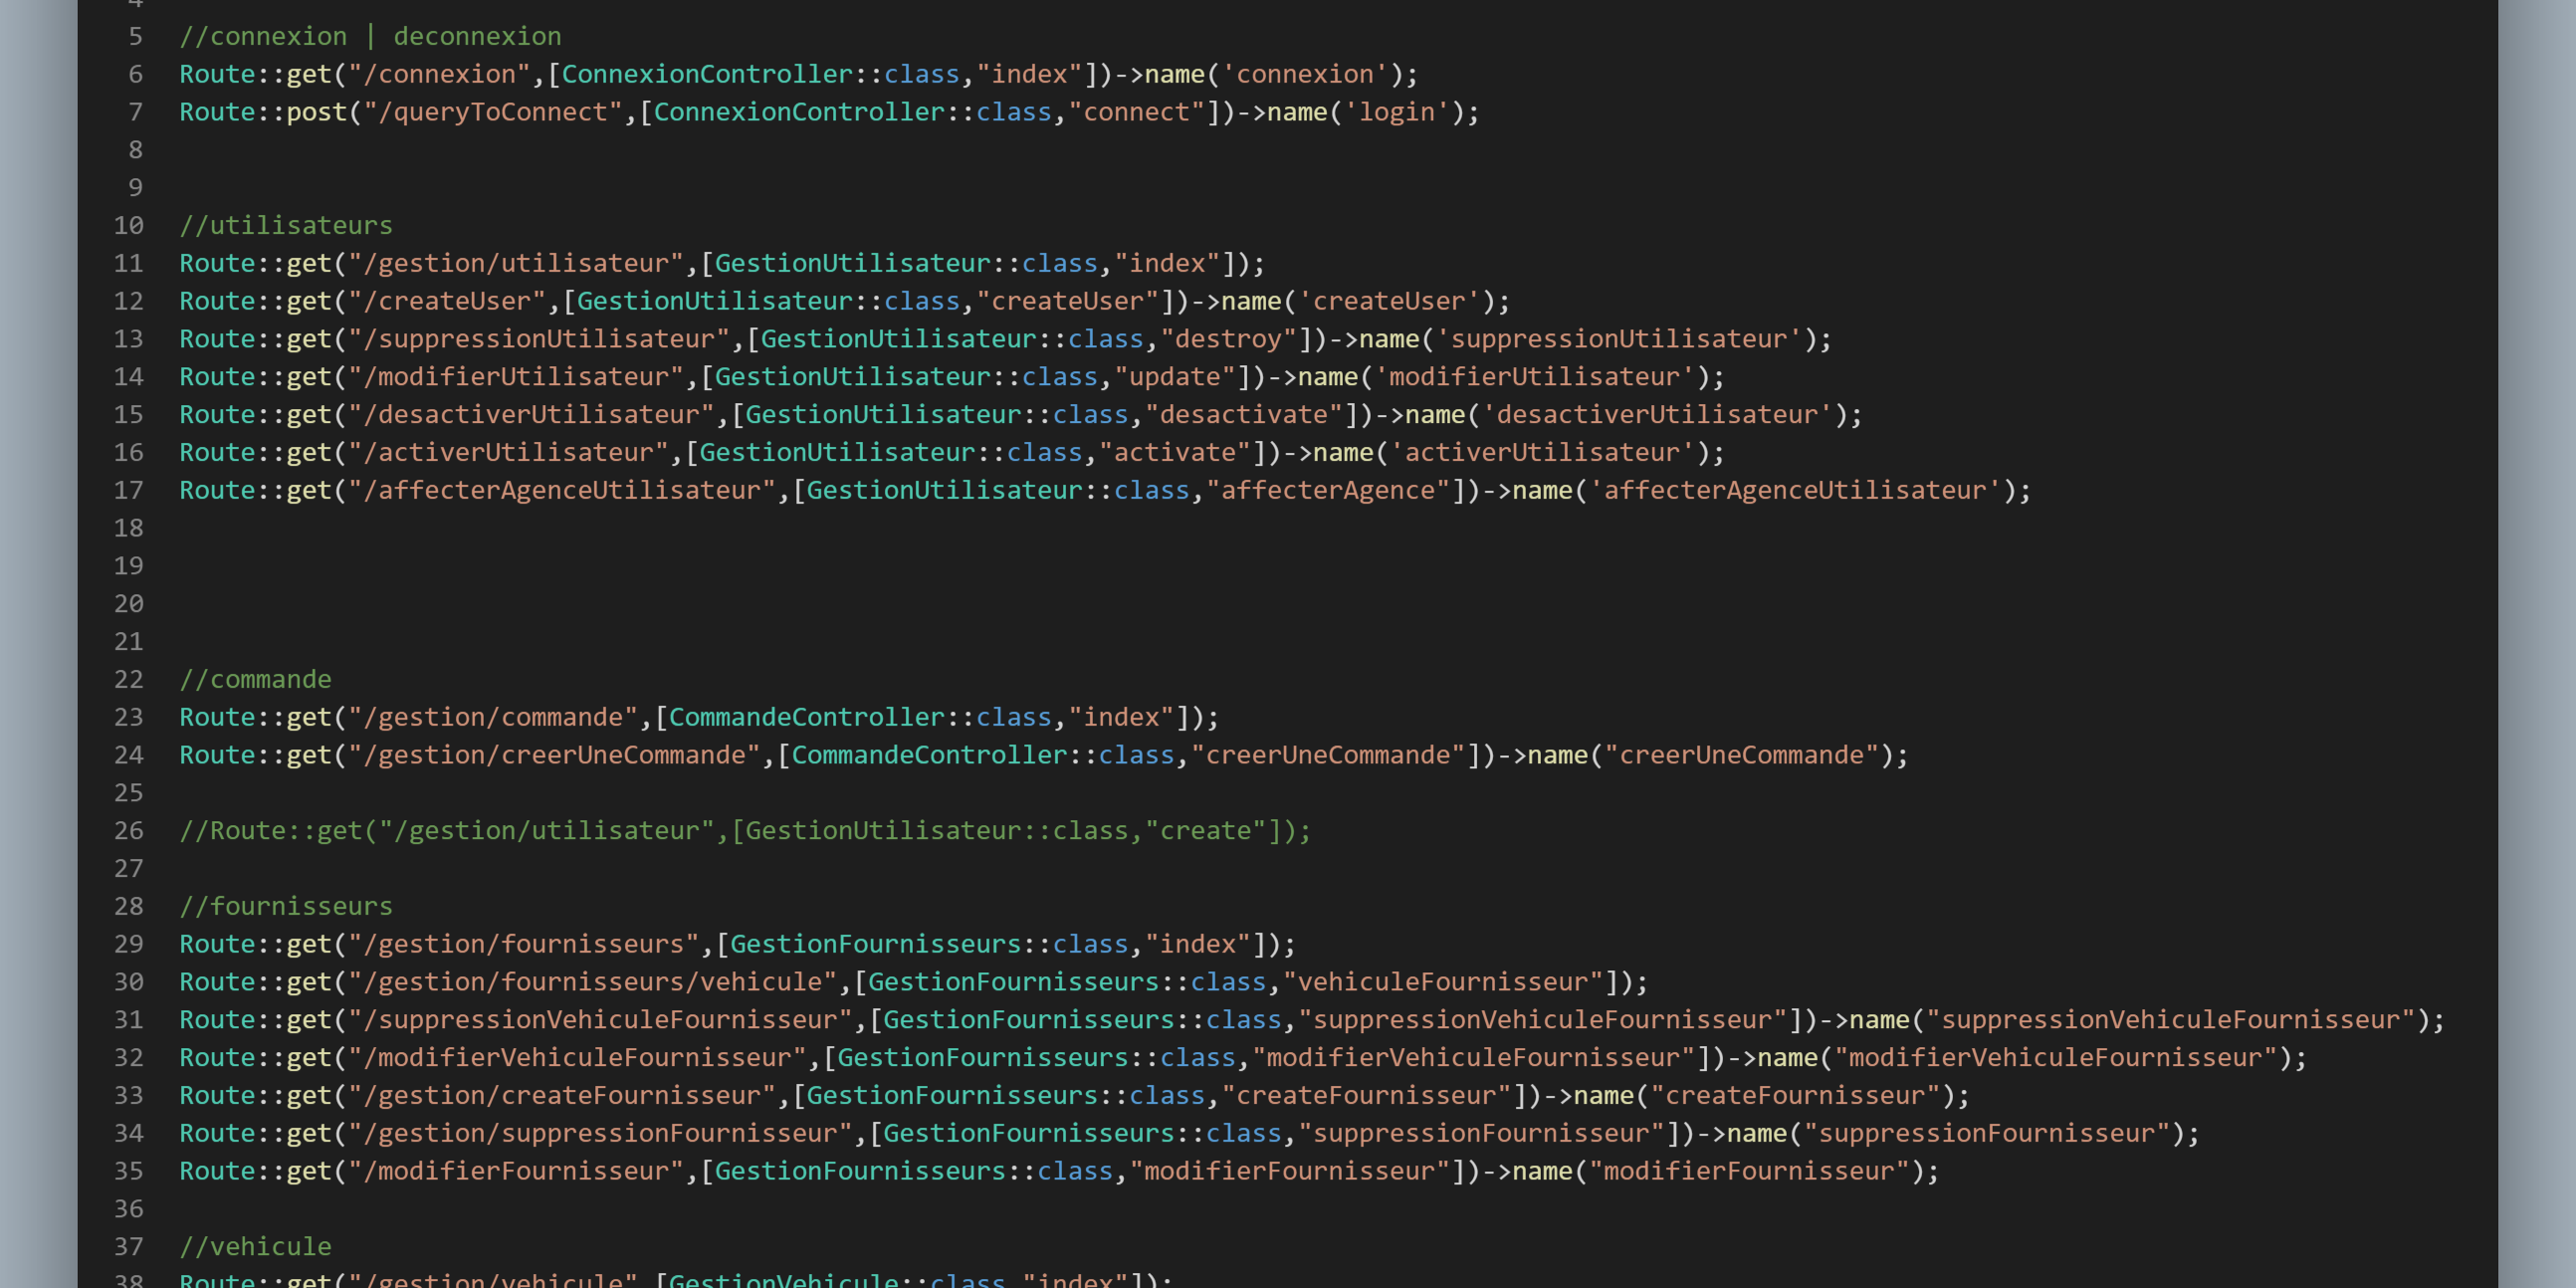 4
5 //connexion | deconnexion
6 Route::get("/connexion",[ConnexionController::class,"index"])->name('connexion');
7 Route::post("/queryToConnect",[ConnexionController::class,"connect"])->name('login');
8
9
10 //utilisateurs
11 Route::get("/gestion/utilisateur",[GestionUtilisateur::class,"index"]);
12 Route::get("/createUser",[GestionUtilisateur::class,"createUser"])->name('createUser');
13 Route::get("/suppressionUtilisateur",[GestionUtilisateur::class,"destroy"])->name('suppressionUtilisateur');
14 Route::get("/modifierUtilisateur",[GestionUtilisateur::class,"update"])->name('modifierUtilisateur');
15 Route::get("/desactiverUtilisateur",[GestionUtilisateur::class,"desactivate"])->name('desactiverUtilisateur');
16 Route::get("/activerUtilisateur",[GestionUtilisateur::class,"activate"])->name('activerUtilisateur');
17 Route::get("/affecterAgenceUtilisateur",[GestionUtilisateur::class,"affecterAgence"])->name('affecterAgenceUtilisateur');
18
19
20
21
22 //commande
23 Route::get("/gestion/commande",[CommandeController::class,"index"]);
24 Route::get("/gestion/creerUneCommande",[CommandeController::class,"creerUneCommande"])->name("creerUneCommande");
25
26 //Route::get("/gestion/utilisateur",[GestionUtilisateur::class,"create"]);
27
28 //fournisseurs
29 Route::get("/gestion/fournisseurs",[GestionFournisseurs::class,"index"]);
30 Route::get("/gestion/fournisseurs/vehicule",[GestionFournisseurs::class,"vehiculeFournisseur"]);
31 Route::get("/suppressionVehiculeFournisseur",[GestionFournisseurs::class,"suppressionVehiculeFournisseur"])->name("suppressionVehiculeFournisseur");
32 Route::get("/modifierVehiculeFournisseur",[GestionFournisseurs::class,"modifierVehiculeFournisseur"])->name("modifierVehiculeFournisseur");
33 Route::get("/gestion/createFournisseur",[GestionFournisseurs::class,"createFournisseur"])->name("createFournisseur");
34 Route::get("/gestion/suppressionFournisseur",[GestionFournisseurs::class,"suppressionFournisseur"])->name("suppressionFournisseur");
35 Route::get("/modifierFournisseur",[GestionFournisseurs::class,"modifierFournisseur"])->name("modifierFournisseur");
36
37 //vehicule
38 Route::get("/gestion/vehicule",[GestionVehicule::class,"index"]);